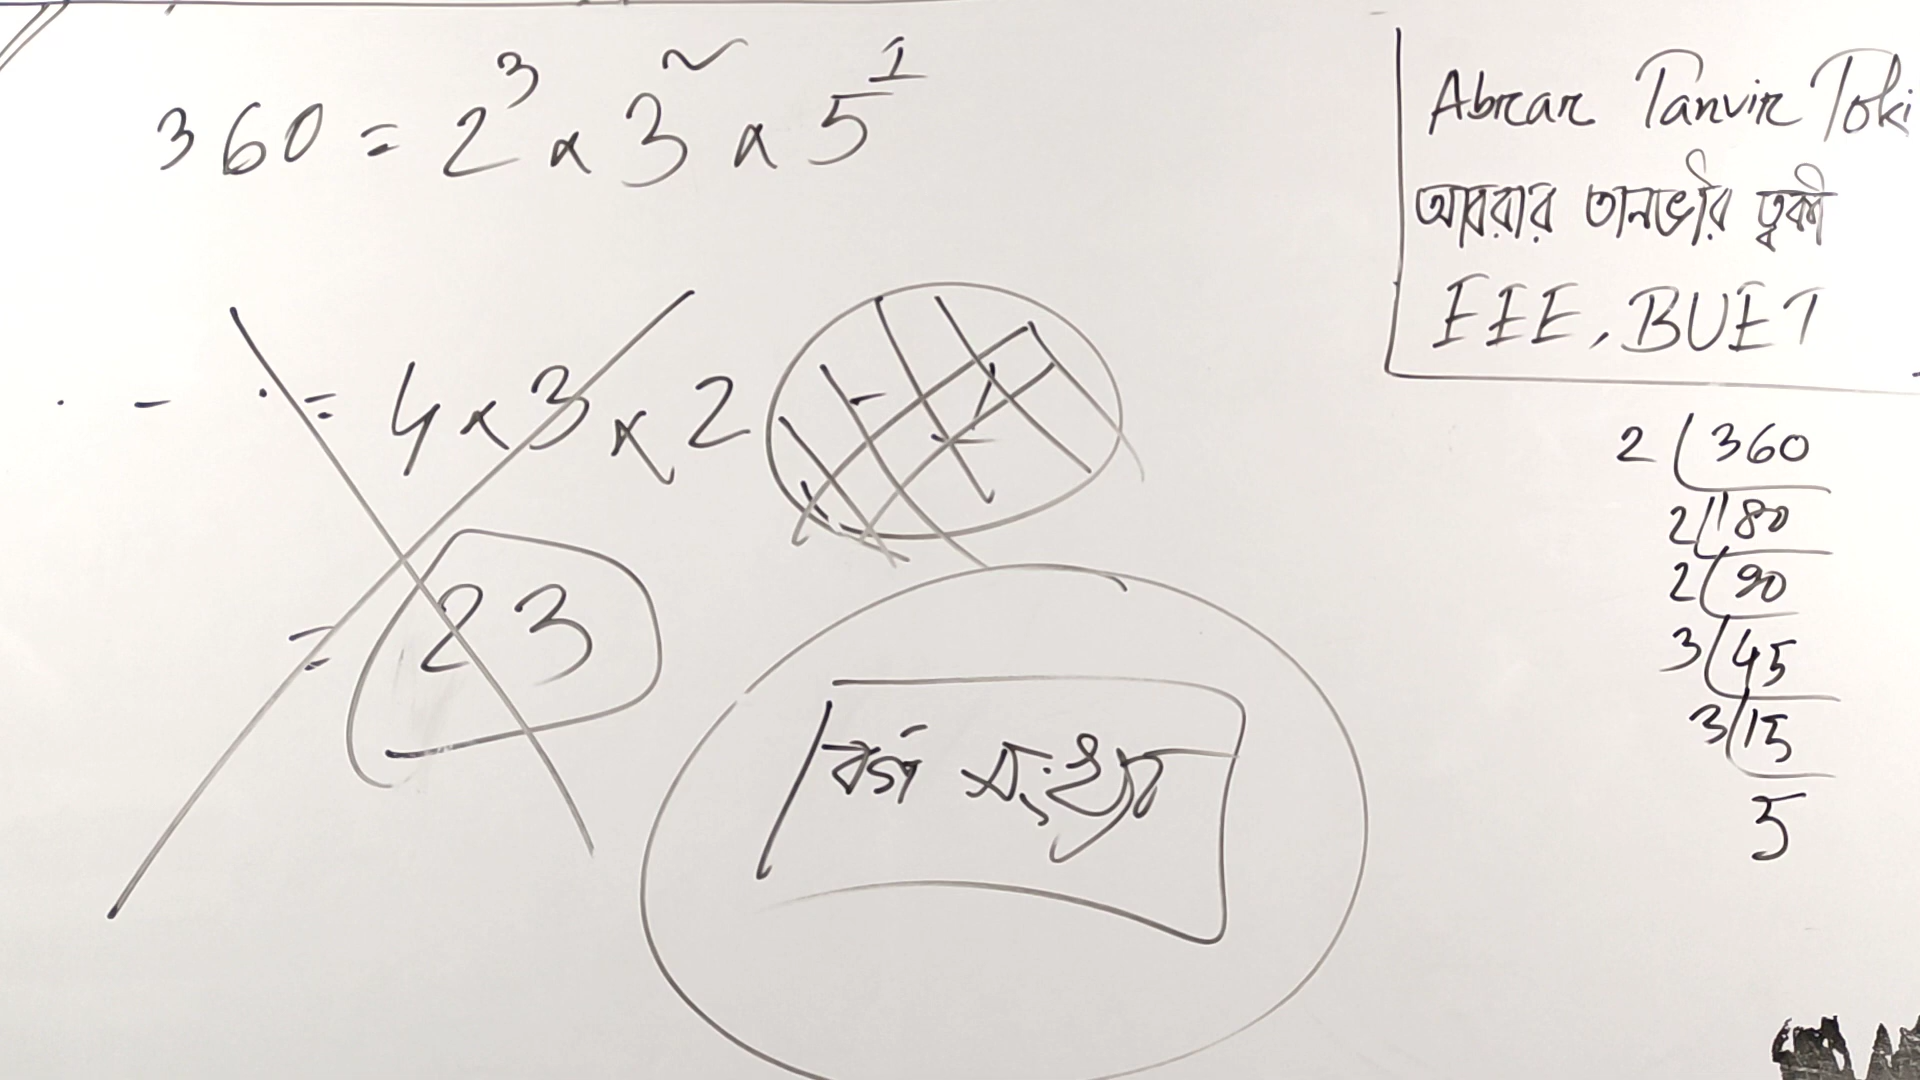 360 = 2³ × 3² × 5¹
= 4 × 3 × 2
= 23
বর্গ সংখ্যা
Abrar Tanvir Toki
আবরার তানভীর ত্বকী
EEE, BUET
2 360
2 180
2 90
3 45
3 15
5